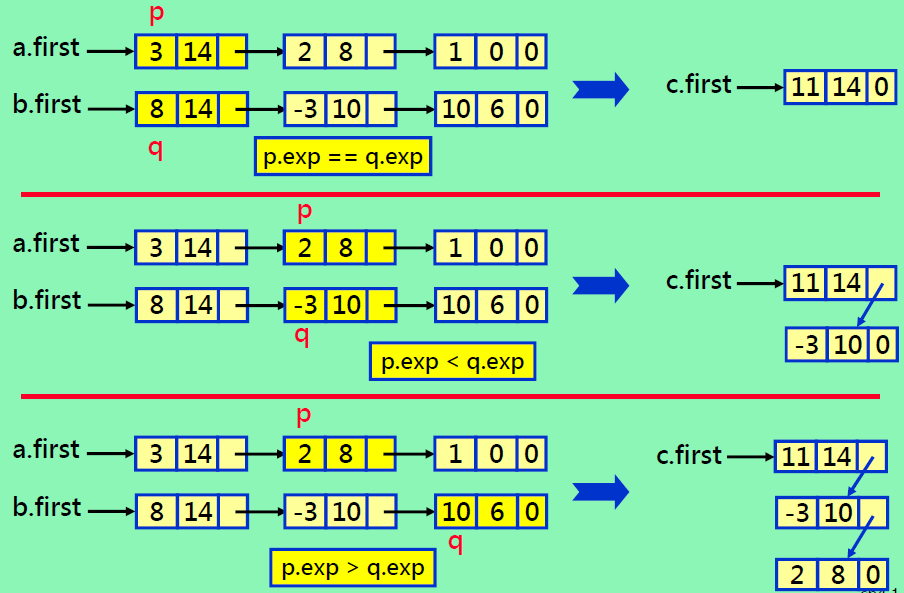 p
a.first 3 14 2 8 1 0 0
c.first 11 14 0
b.first 8 14 -3 10 10 6 0
q
p.exp == q.exp
p
a.first 3 14 2 8 1 0 0
c.first 11 14
b.first 8 14 -3 10 10 6 0
q
-3 10 0
p.exp < q.exp
p
a.first 3 14 2 8 1 0 0
c.first 11 14
b.first 8 14 -3 10 10 6 0
-3 10
q
p.exp > q.exp
2 8 0